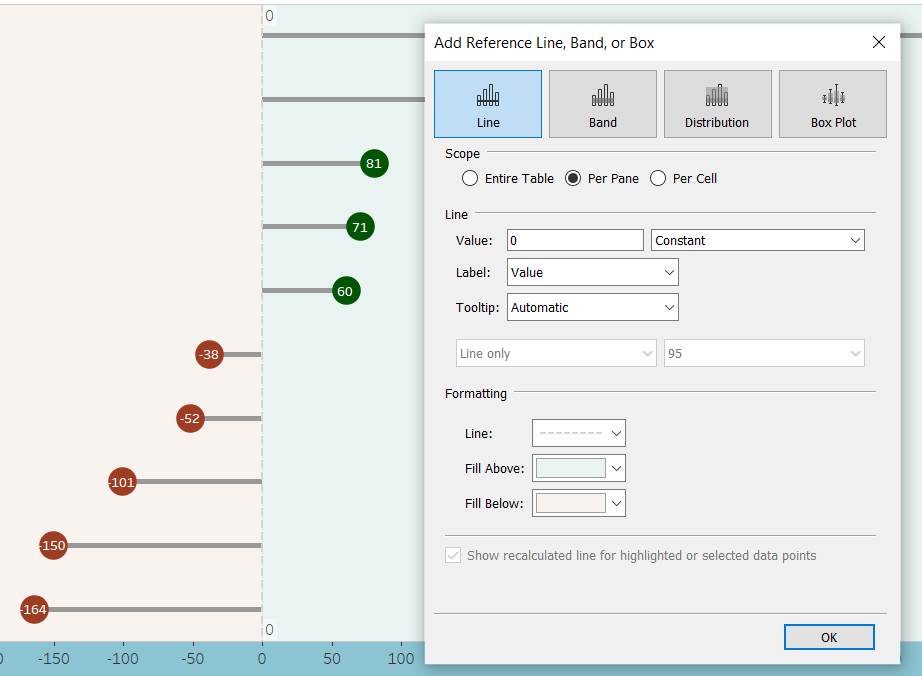 0
Add Reference Line, Band, or Box
Line
Band
Distribution
Box Plot
Scope
Entire Table
Per Pane
Per Cell
Line
Value:
0
Constant
Label:
Value
Tooltip:
Automatic
Line only
95
Formatting
Line:
Fill Above:
Fill Below:
Show recalculated line for highlighted or selected data points
OK
81
71
60
-38
-52
-101
-150
-164
0
0 -150 -100 -50 0 50 100